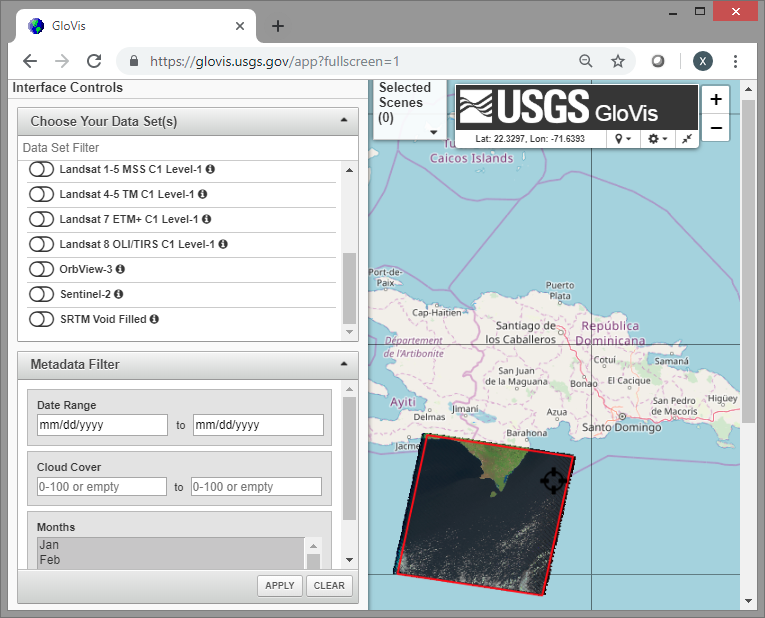 GloVis
https://glovis.usgs.gov/app?fullscreen=1
X
Interface Controls
Choose Your Data Set(s)
Data Set Filter
Landsat 1-5 MSS C1 Level-1
Landsat 4-5 TM C1 Level-1
Landsat 7 ETM+ C1 Level-1
Landsat 8 OLI/TIRS C1 Level-1
OrbView-3
Sentinel-2
SRTM Void Filled
Metadata Filter
Date Range
mm/dd/yyyy to mm/dd/yyyy
Cloud Cover
0-100 or empty to 0-100 or empty
Months
Jan
Feb
APPLY CLEAR
Selected
Scenes
(0)
USGS GloVis
Lat: 22.3297, Lon: -71.6393
+
−
Caicos Islands
Port-de-
Paix
Puerto
Plata
Cap-Haïtien
Santiago de
los Caballeros
República
Dominicana
Département
de l'Artibonite
Cotuí
Samaná
San Juan
de la Maguana
Bonao
El Cacique
Ayiti
Delmas
Jimaní
Azua
San Pedro
de Macorís
Higüey
Santo Domingo
Barahona
Jacme